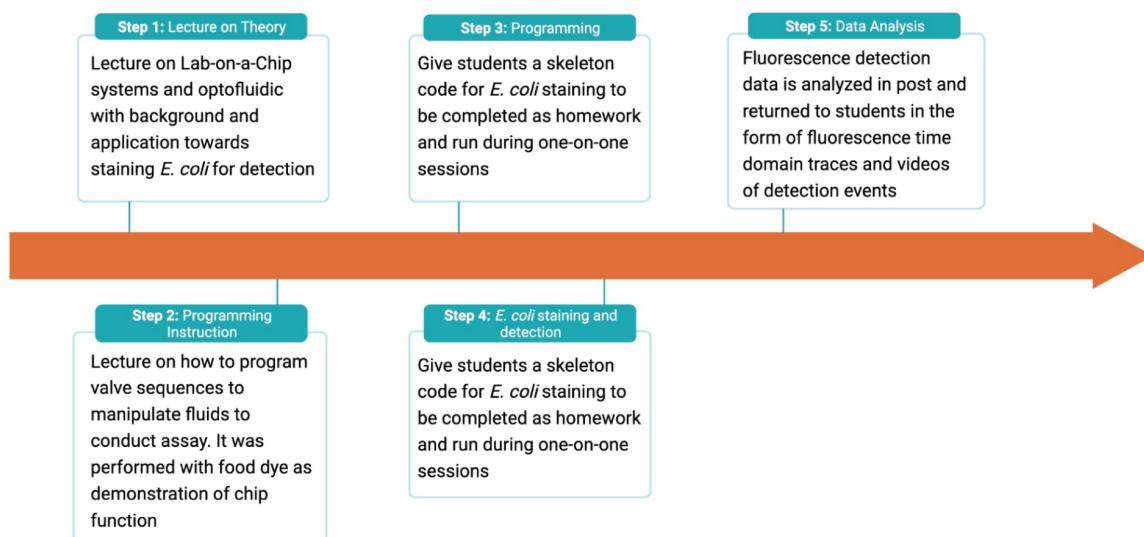 Step 1: Lecture on Theory
Lecture on Lab-on-a-Chip
systems and optofluidic
with background and
application towards
staining E. coli for detection
Step 2: Programming
Instruction
Lecture on how to program
valve sequences to
manipulate fluids to
conduct assay. It was
performed with food dye as
demonstration of chip
function
Step 3: Programming
Give students a skeleton
code for E. coli staining to
be completed as homework
and run during one-on-one
sessions
Step 4: E. coli staining and
detection
Give students a skeleton
code for E. coli staining to
be completed as homework
and run during one-on-one
sessions
Step 5: Data Analysis
Fluorescence detection
data is analyzed in post and
returned to students in the
form of fluorescence time
domain traces and videos
of detection events